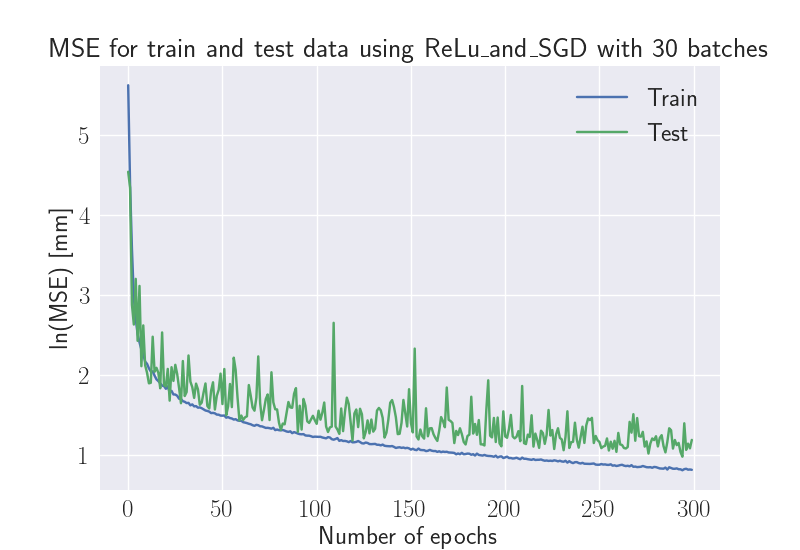 MSE for train and test data using ReLu_and_SGD with 30 batches
Train
Test
5
4
3
2
1
ln(MSE) [mm]
0 50 100 150 200 250 300
Number of epochs